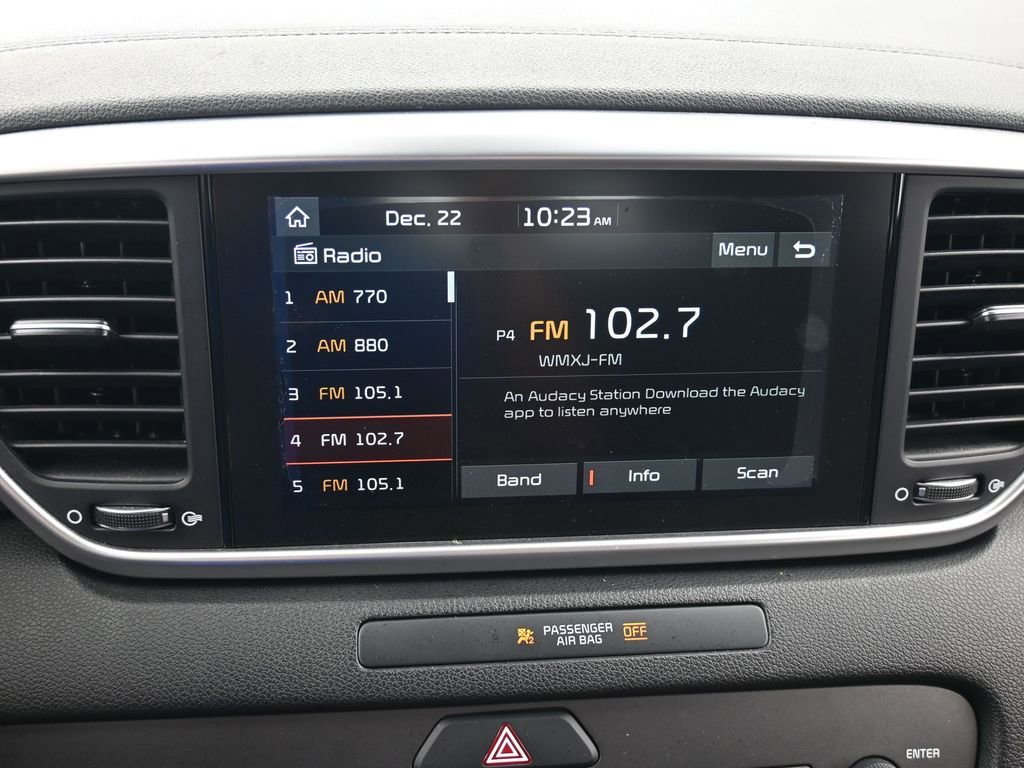 Dec. 22 10:23 AM
Radio Menu
1 AM 770
2 AM 880
3 FM 105.1
4 FM 102.7
5 FM 105.1
P4 FM 102.7
WMXJ-FM
An Audacy Station Download the Audacy
app to listen anywhere
Band Info Scan
PASSENGER
AIR BAG OFF
2
ENTER